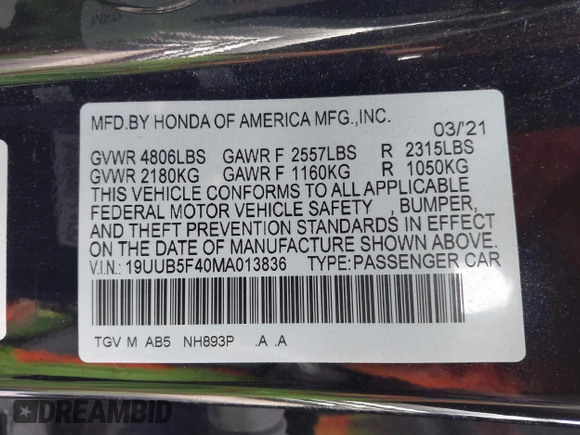 MFD.BY HONDA OF AMERICA MFG.,INC.
03/'21
GVWR 4806LBS GAWR F 2557LBS R 2315LBS
GVWR 2180KG GAWR F 1160KG R 1050KG
THIS VEHICLE CONFORMS TO ALL APPLICABLE
FEDERAL MOTOR VEHICLE SAFETY , BUMPER,
AND THEFT PREVENTION STANDARDS IN EFFECT
ON THE DATE OF MANUFACTURE SHOWN ABOVE.
V.I.N.: 19UUB5F40MA013836 TYPE:PASSENGER CAR
TGV M AB5 NH893P .A .A
DREAMBID